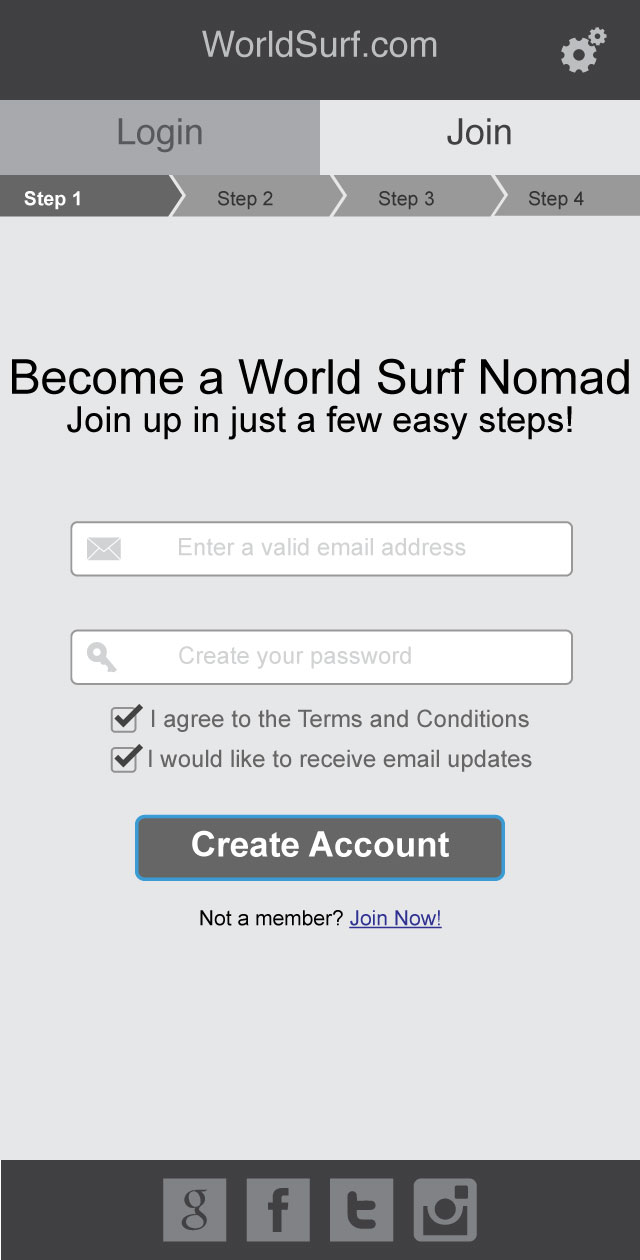 WorldSurf.com
Login
Join
Step 1
Step 2
Step 3
Step 4
Become a World Surf Nomad
Join up in just a few easy steps!
Enter a valid email address
Create your password
I agree to the Terms and Conditions
I would like to receive email updates
Create Account
Not a member? Join Now!
g f t